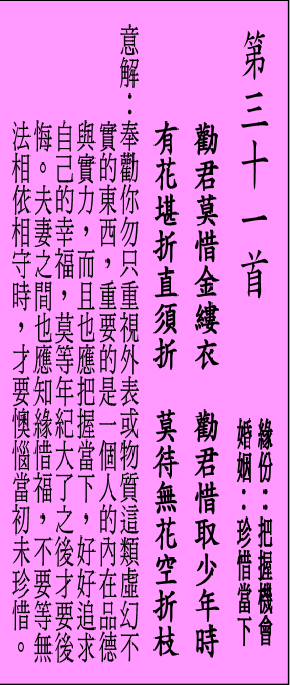 第三十一首
緣份：：把握機會
婚姻：：珍惜當下
勸君莫惜金縷衣　勸君惜取少年時
有花堪折直須折　莫待無花空折枝
意解：奉勸你勿只重視外表或物質這類虛幻不
實的東西，重要的是一個人的內在品德
與實力，而且也應把握當下，好好追求
自己的幸福，莫等年紀大了之後才要後
悔。夫妻之間也應知緣惜福，不要等無
法相依相守時，才要懊惱當初未珍惜。